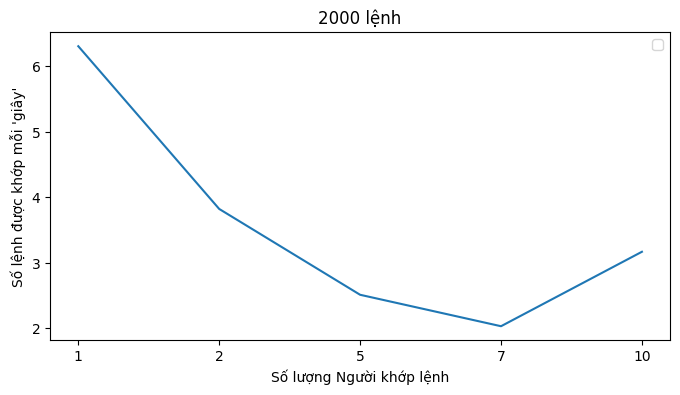 2000 lệnh
Số lệnh được khớp mỗi 'giây'
6
5
4
3
2
1 2 5 7 10
Số lượng Người khớp lệnh